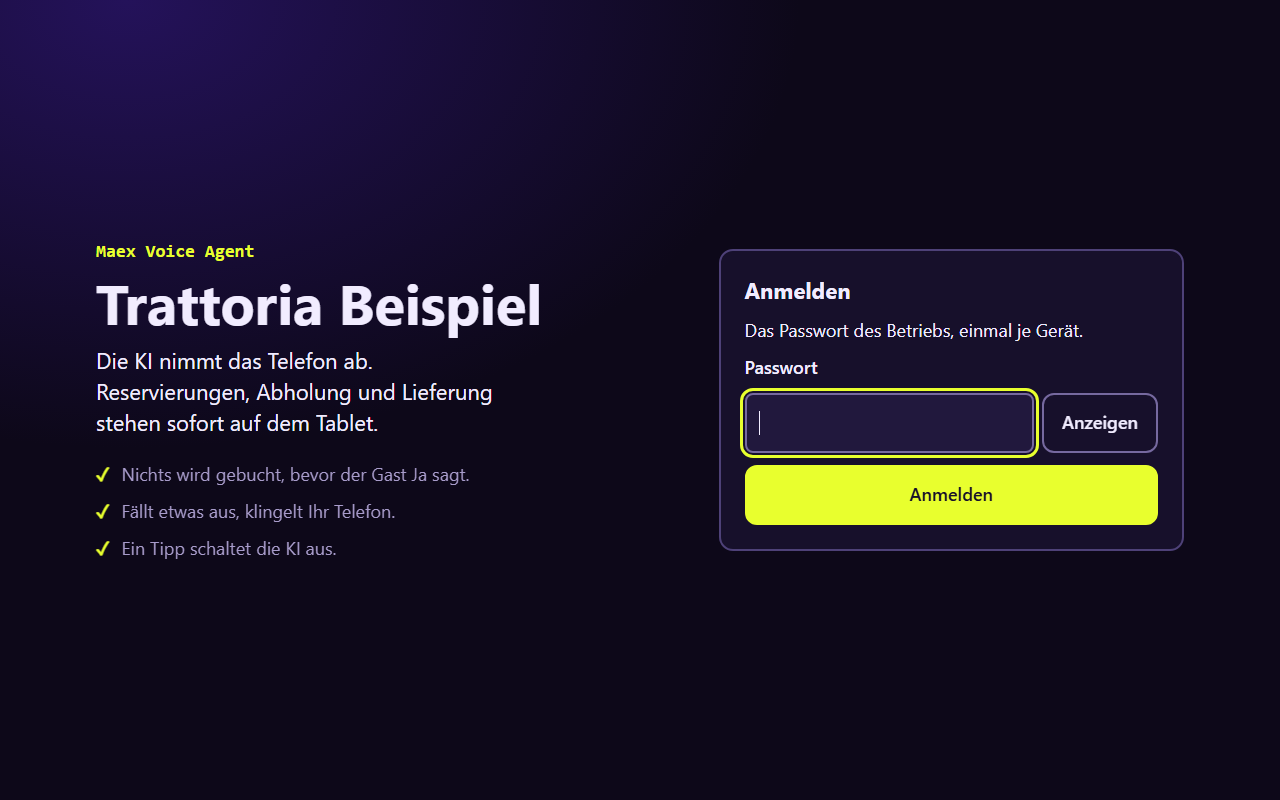 Maex Voice Agent
Trattoria Beispiel
Die KI nimmt das Telefon ab.
Reservierungen, Abholung und Lieferung
stehen sofort auf dem Tablet.
✓ Nichts wird gebucht, bevor der Gast Ja sagt.
✓ Fällt etwas aus, klingelt Ihr Telefon.
✓ Ein Tipp schaltet die KI aus.
Anmelden
Das Passwort des Betriebs, einmal je Gerät.
Passwort
Anzeigen
Anmelden